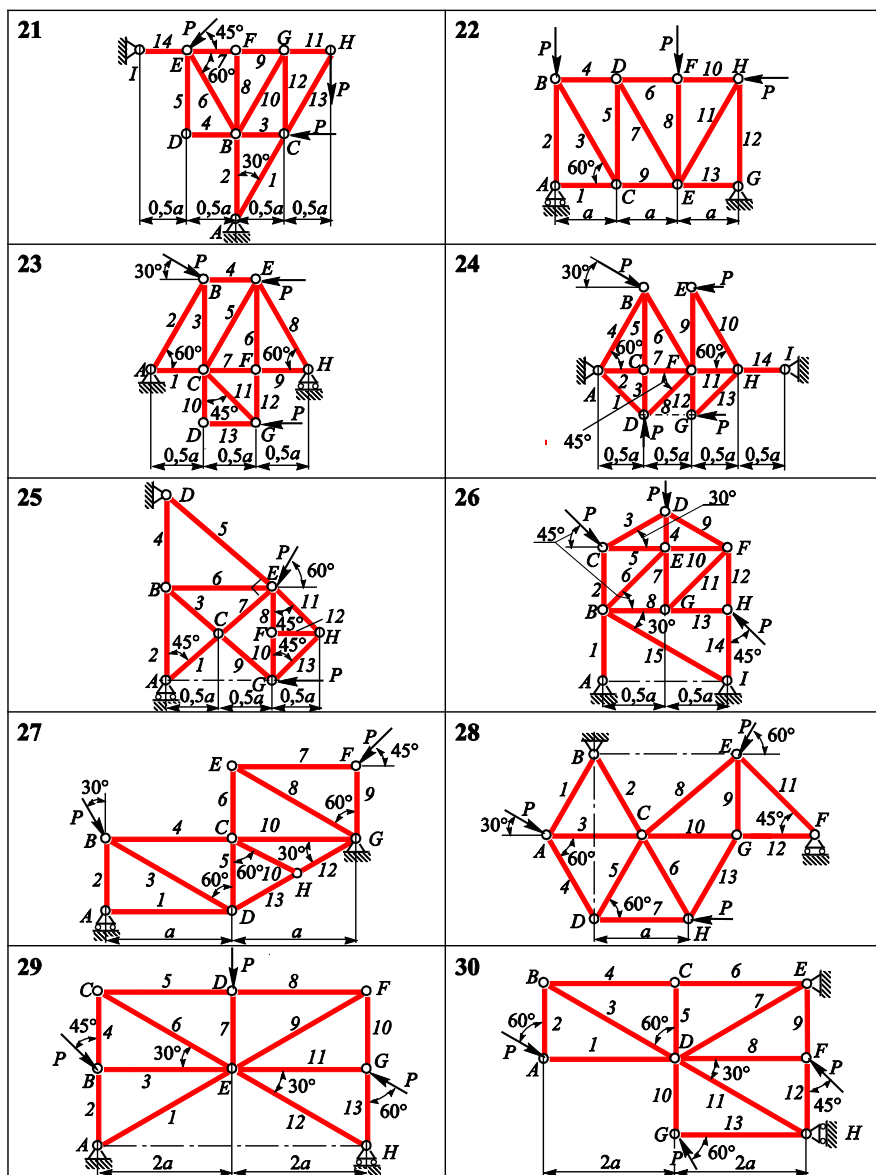 21
P 45°
14 E 7 F 9 G 11 H
I 60°
5 6 8 10 12 13 P
D 4 B 3 C P
30°
2 1
A
0,5a 0,5a 0,5a 0,5a
22
P P
B 4 D 6 F 10 H
P
2 3 5 7 8 11 12
60°
A 1 C 9 E 13 G
a a a
23
30° P B 4 E
P
2 3 5 6 8
A 60° 60° H
1 C 7 F 9
10 11 12
45° P
D 13 G
0,5a 0,5a 0,5a
24
30° P
B E P
4 5 6 9 10
60° C 7 F 60° 14 I
A 2 11 H
1 3 8 12 13
D P G P
45°
0,5a 0,5a 0,5a 0,5a
25
D
4 5
P
6 E 60°
B
3 7 11
C 8 45° 12
F H
2 45° 45°
1 9 10 13
A G P
0,5a 0,5a 0,5a
26
P D 30°
45° P 3 4 9
C 5 E 10 F
2 6 7 11 12
B 8 G 13 H
30° P
1 15 14 45°
A I
0,5a 0,5a
27
P
E 7 F 45°
30° 8
P 6 60° 9
B 4 C 10 G
30°
2 3 5 10 12
60° 60° H
A 1 D 13
a a
28
P 60°
B E
1 2 8 9 11
P
30° 3 C 10 45° F
A 60° G 12
4 5 6 13
60°
D 7 P
H
a
29
P
C 5 D 8 F
45° 4 6 7 9 10
P 30°
B 3 E 11 G
P
2 30°
1 12 13 60°
A H
2a 2a
30
B 4 C 6 E
60° 2 3 5 7 9
P 60° D
A 1 8 F
30° P
10 11 12 45°
G 13 H
P 60°
2a 2a